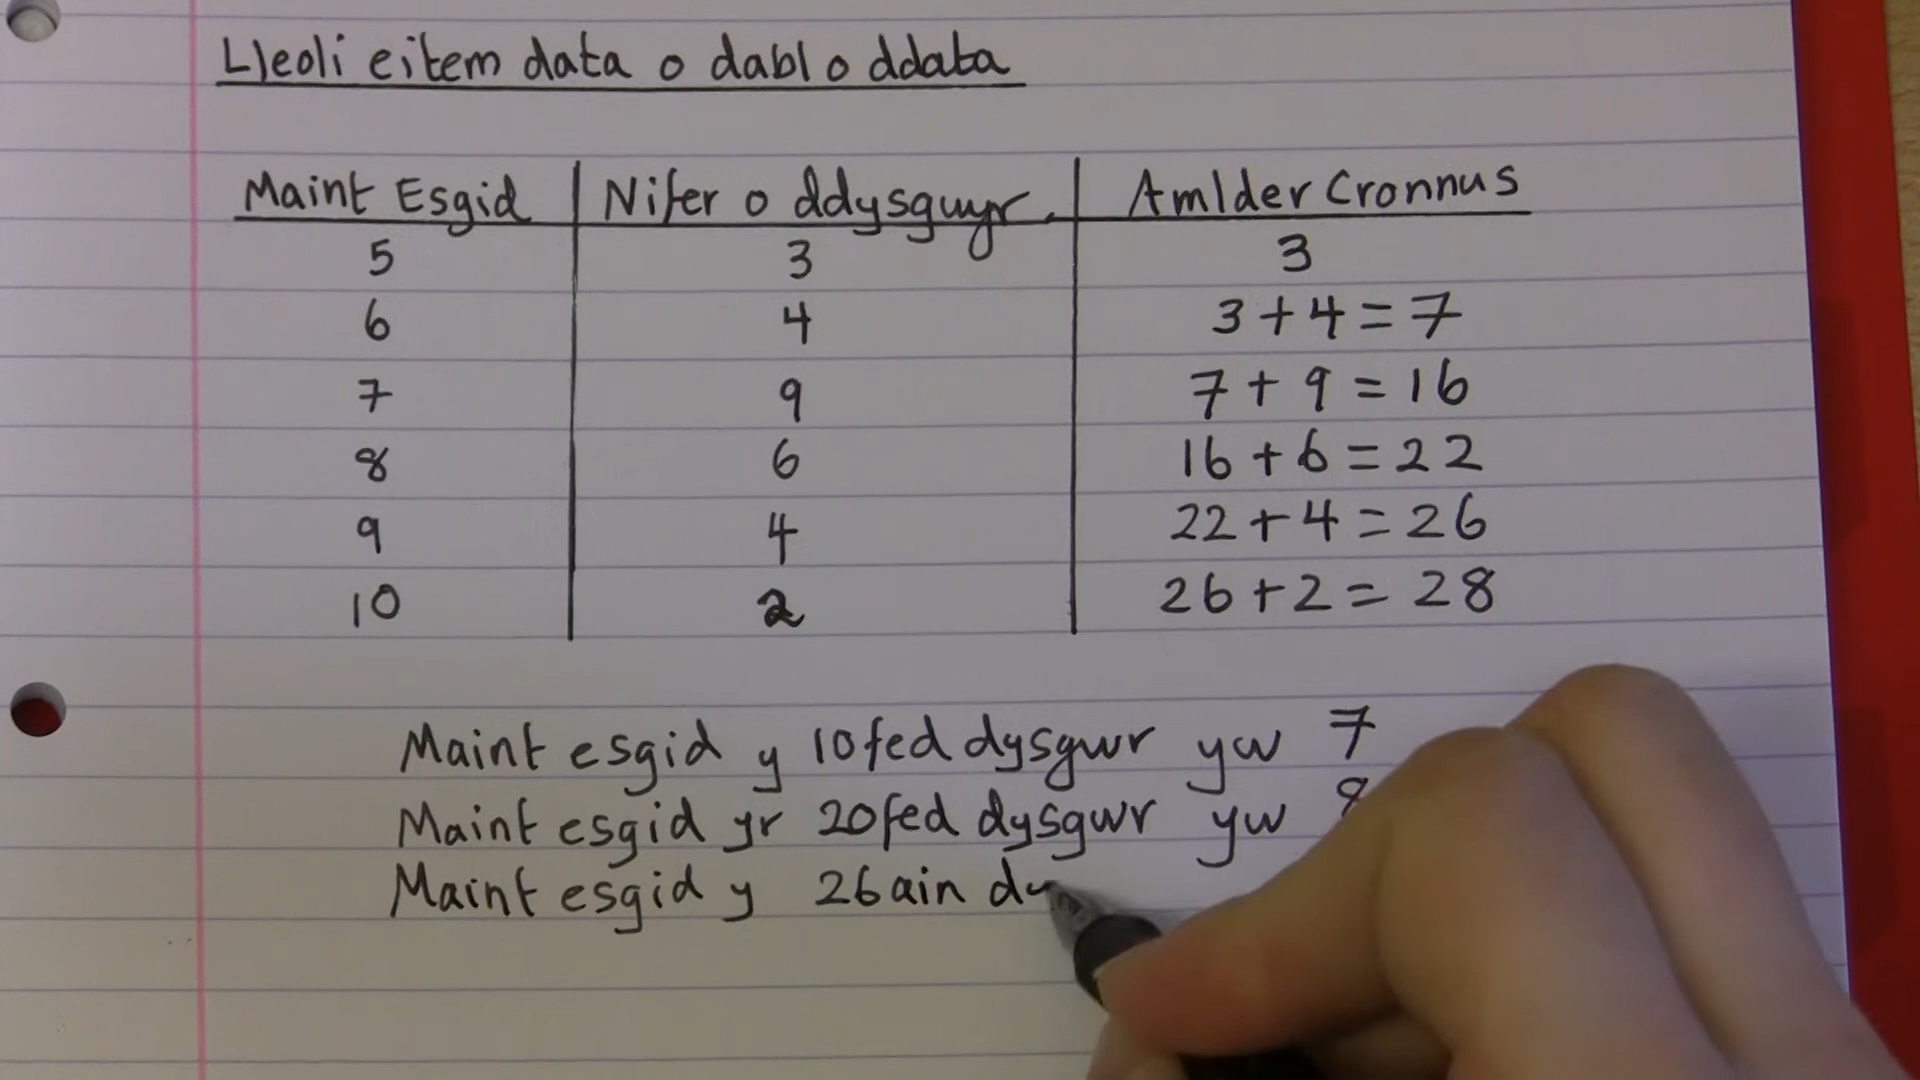 Lleoli eitem data o dabl o ddata
Maint Esgid Nifer o ddysgwyr. Amlder Cronnus
5 3 3
6 4 3 + 4 = 7
7 9 7 + 9 = 16
8 6 16 + 6 = 22
9 4 22 + 4 = 26
10 2 26 + 2 = 28
Maint esgid y 10fed dysgwr yw 7
Maint esgid yr 20fed dysgwr yw 8
Maint esgid y 26ain